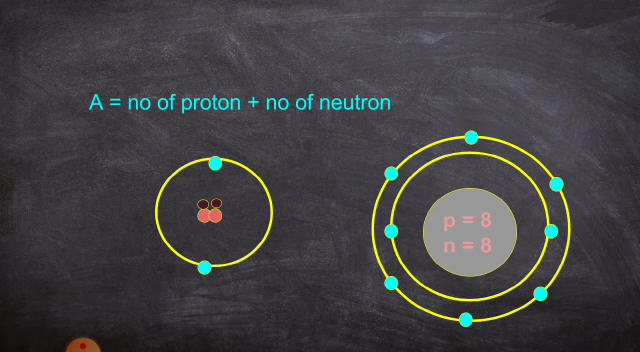 A = no of proton + no of neutron
p = 8
n = 8